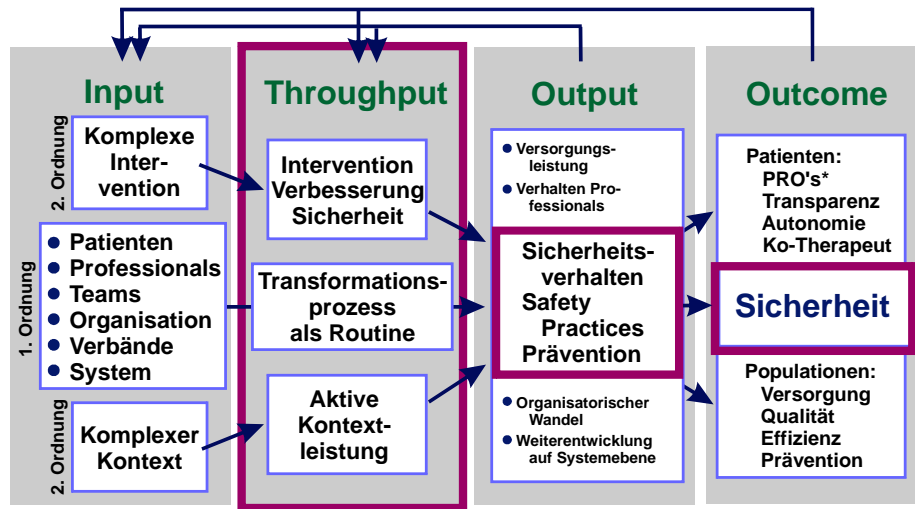 Input
2. Ordnung
Komplexe
Inter-
vention
1. Ordnung
Patienten
Professionals
Teams
Organisation
Verbände
System
2. Ordnung
Komplexer
Kontext
Throughput
Intervention
Verbesserung
Sicherheit
Transformations-
prozess
als Routine
Aktive
Kontext-
leistung
Output
Versorgungs-
leistung
Verhalten Pro-
fessionals
Sicherheits-
verhalten
Safety
Practices
Prävention
Organisatorischer
Wandel
Weiterentwicklung
auf Systemebene
Outcome
Patienten:
PRO's*
Transparenz
Autonomie
Ko-Therapeut
Sicherheit
Populationen:
Versorgung
Qualität
Effizienz
Prävention